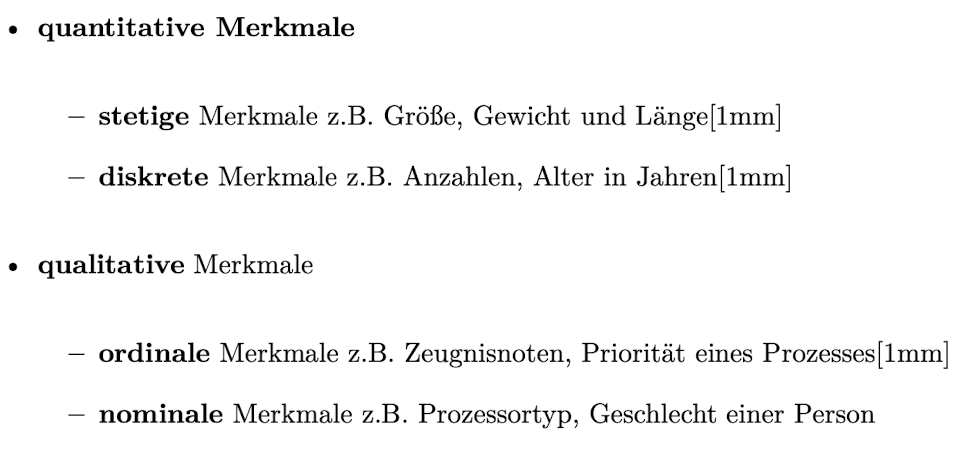 • quantitative Merkmale
– stetige Merkmale z.B. Größe, Gewicht und Länge[1mm]
– diskrete Merkmale z.B. Anzahlen, Alter in Jahren[1mm]
• qualitative Merkmale
– ordinale Merkmale z.B. Zeugnisnoten, Priorität eines Prozesses[1mm]
– nominale Merkmale z.B. Prozessortyp, Geschlecht einer Person